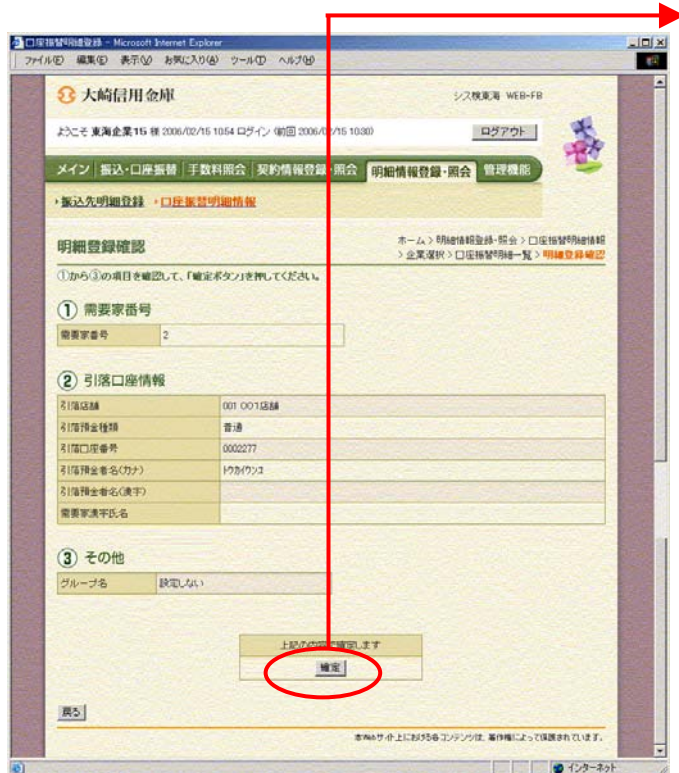 口座振替明細登録 - Microsoft Internet Explorer
ファイル(F) 編集(E) 表示(V) お気に入り(A) ツール(T) ヘルプ(H)
大崎信用金庫
シス検東海 WEB-FB
ようこそ 東海企業15 様 2006/02/15 1054 ログイン (前回 2006/02/15 1030)
ログアウト
メイン 振込・口座振替 手数料照会 契約情報登録・照会 明細情報登録・照会 管理機能
振込先明細登録 口座振替明細情報
明細登録確認
ホーム > 明細情報登録・照会 > 口座振替明細情報
> 企業選択 > 口座振替明細一覧 > 明細登録確認
①から③の項目を確認して、「確定ボタン」を押してください。
① 需要家番号
需要家番号 2
② 引落口座情報
引落店舗 001 001店舗
引落預金種類 普通
引落口座番号 0002277
引落預金者名(カナ) トウカイウンユ
引落預金者名(漢字)
需要家漢字氏名
③ その他
グループ名 設定しない
上記の内容で確定します
確定
戻る
本Webサイト上における各コンテンツは、著作権によって保護されています。
インターネット